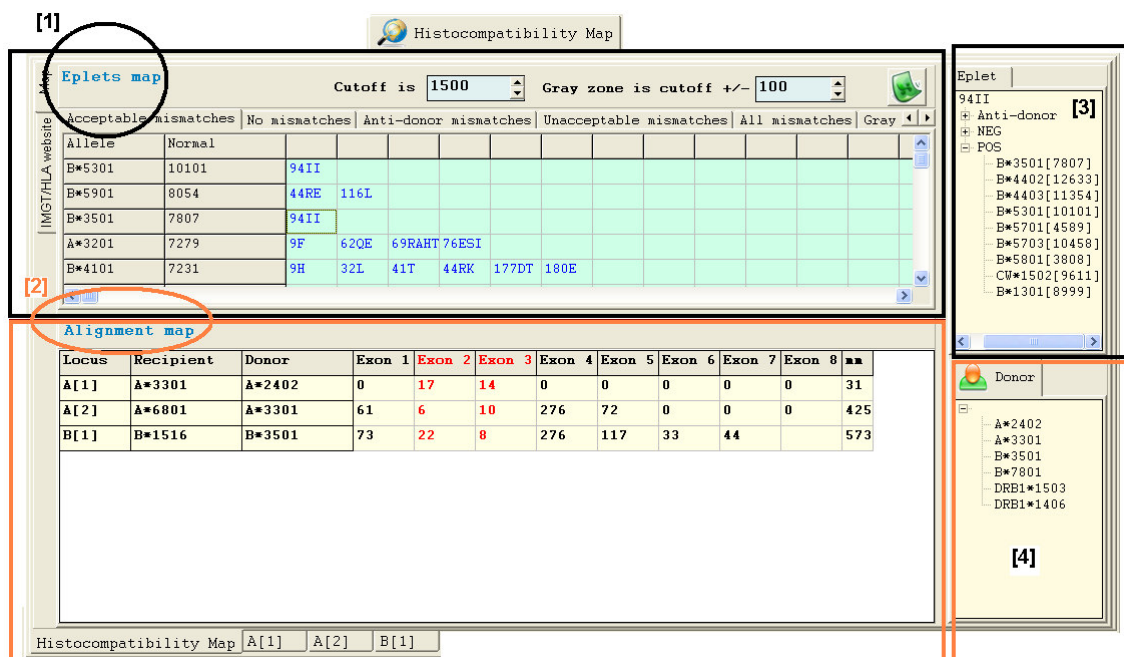 [1]
Histocompatibility Map
Map
IMGT/HLA website
Eplets map
Cutoff is 1500 Gray zone is cutoff +/- 100
Acceptable mismatches No mismatches Anti-donor mismatches Unacceptable mismatches All mismatches Gray
Allele Normal
B*5301 10101 94II
B*5901 8054 44RE 116L
B*3501 7807 94II
A*3201 7279 9F 62QE 69RAHT 76ESI
B*4101 7231 9H 32L 41T 44RK 177DT 180E
[3]
Eplet
94II
Anti-donor
NEG
POS
B*3501[7807]
B*4402[12633]
B*4403[11354]
B*5301[10101]
B*5701[4589]
B*5703[10458]
B*5801[3808]
CW*1502[9611]
B*1301[8999]
[2]
Alignment map
Locus Recipient Donor Exon 1 Exon 2 Exon 3 Exon 4 Exon 5 Exon 6 Exon 7 Exon 8 mm
A[1] A*3301 A*2402 0 17 14 0 0 0 0 0 31
A[2] A*6801 A*3301 61 6 10 276 72 0 0 0 425
B[1] B*1516 B*3501 73 22 8 276 117 33 44 573
Histocompatibility Map A[1] A[2] B[1]
Donor
A*2402
A*3301
B*3501
B*7801
DRB1*1503
DRB1*1406
[4]